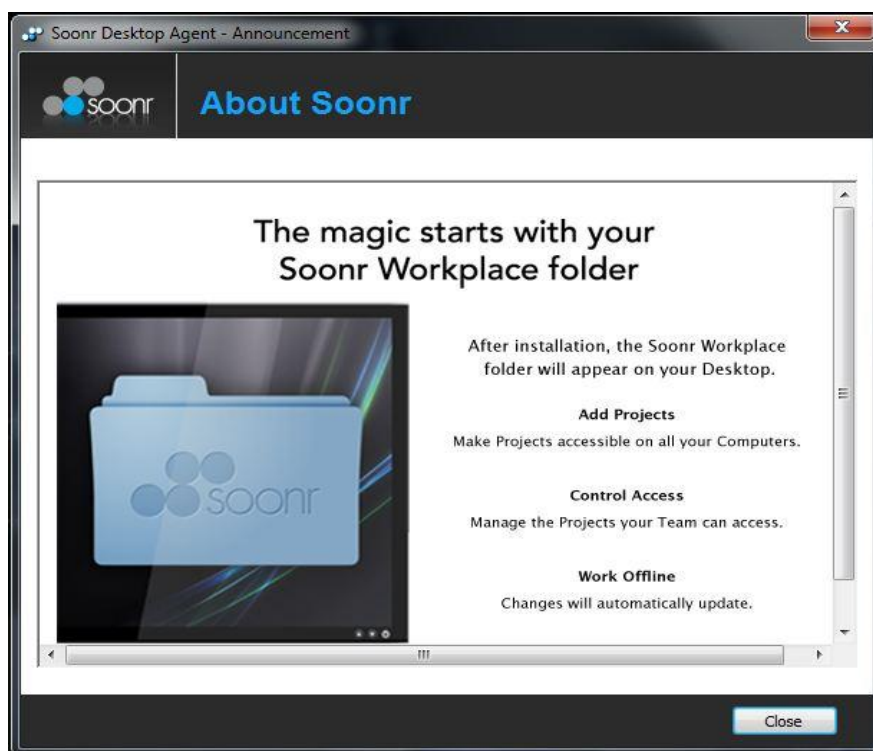 Soonr Desktop Agent - Announcement
soonr
About Soonr
The magic starts with your
Soonr Workplace folder
soonr
After installation, the Soonr Workplace
folder will appear on your Desktop.
Add Projects
Make Projects accessible on all your Computers.
Control Access
Manage the Projects your Team can access.
Work Offline
Changes will automatically update.
Close